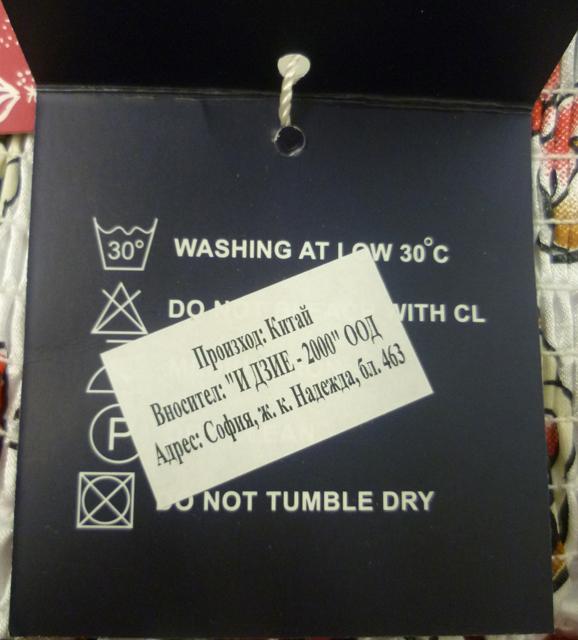 30°
WASHING AT LOW 30°C
DO NOT WITH CL
Произход: Китай
Вносител: "И ДЗИЕ - 2000" ООД
Адрес: София, ж. к. Надежда, бл. 463
P
DO NOT TUMBLE DRY